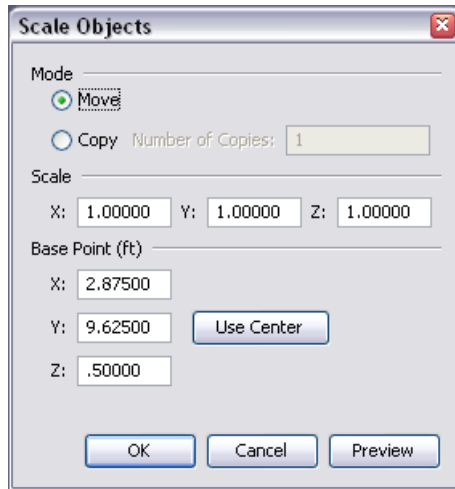 Scale Objects
Mode
Move
Copy Number of Copies: 1
Scale
X: 1.00000 Y: 1.00000 Z: 1.00000
Base Point (ft)
X: 2.87500
Y: 9.62500 Use Center
Z: .50000
OK Cancel Preview